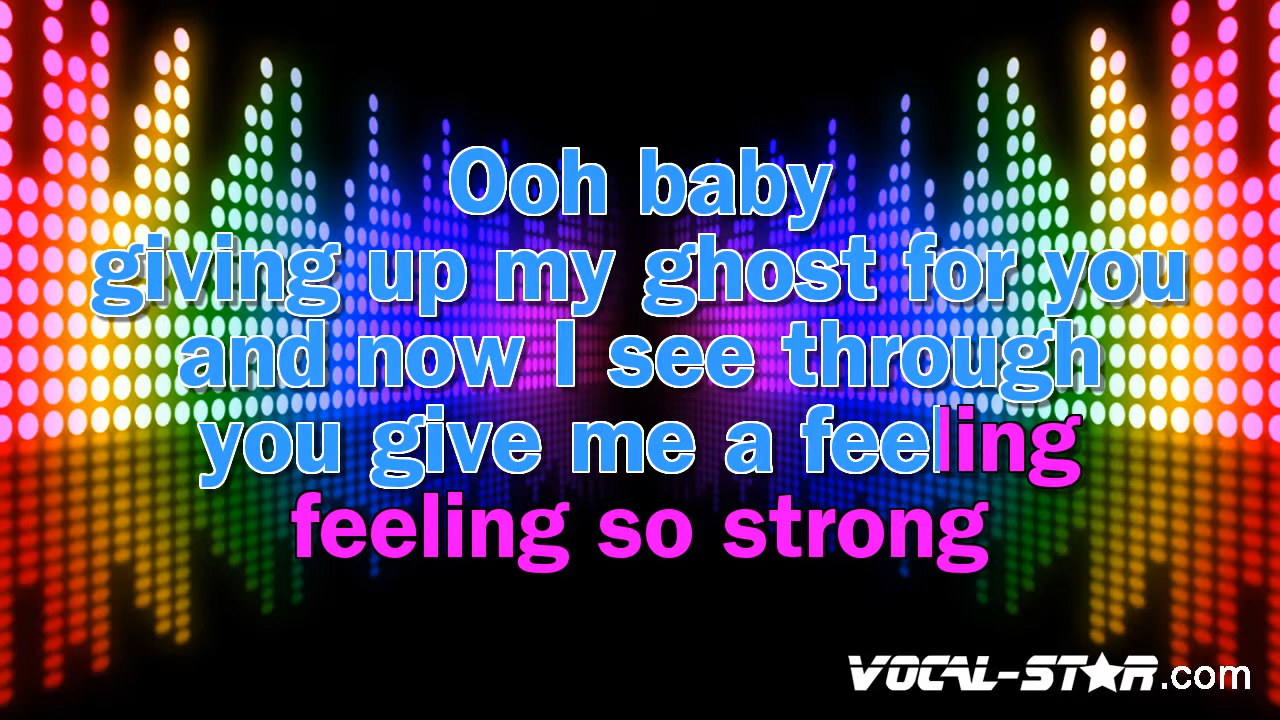 Ooh baby
giving up my ghost for you
and now I see through
you give me a feeling
feeling so strong
VOCAL-STAR.com